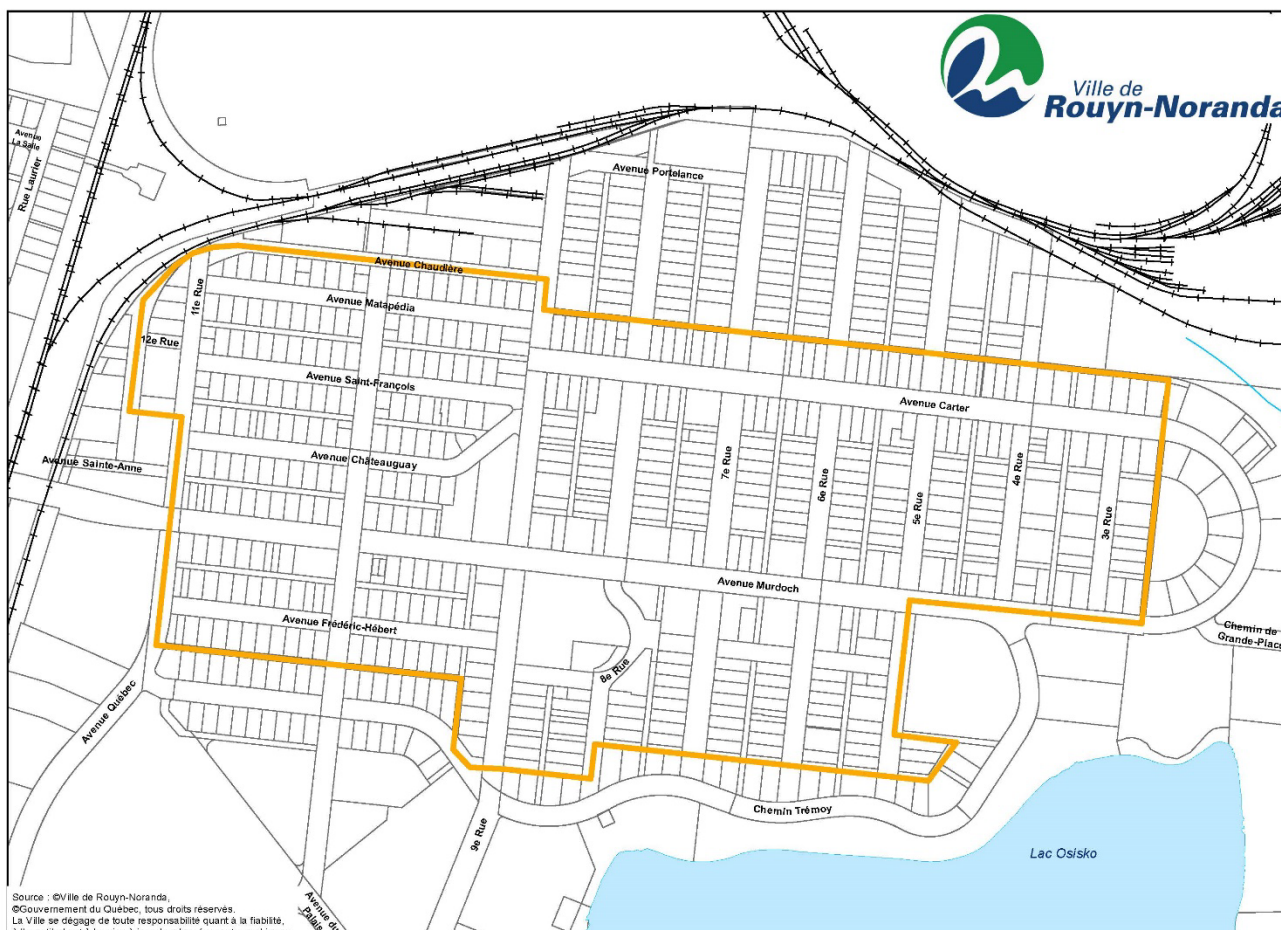 Ville de
Rouyn-Noranda
Avenue
La Salle
Rue Laurier
Avenue Portelance
Avenue Chaudière
11e Rue
Avenue Matapédia
12e Rue
Avenue Saint-François
Avenue Carter
Avenue Châteauguay
Avenue Sainte-Anne
7e Rue
6e Rue
5e Rue
4e Rue
3e Rue
Avenue Murdoch
Avenue Frédéric-Hébert
8e Rue
Chemin de
Grande-Place
Avenue Québec
Chemin Trémoy
9e Rue
Lac Osisko
Avenue du
Palais
Source : ©Ville de Rouyn-Noranda,
©Gouvernement du Québec, tous droits réservés.
La Ville se dégage de toute responsabilité quant à la fiabilité,